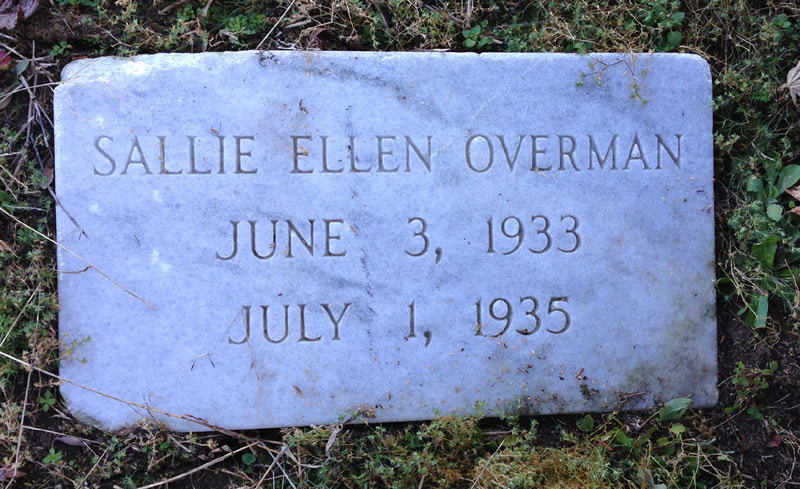 SALLIE ELLEN OVERMAN
JUNE 3, 1933
JULY 1, 1935